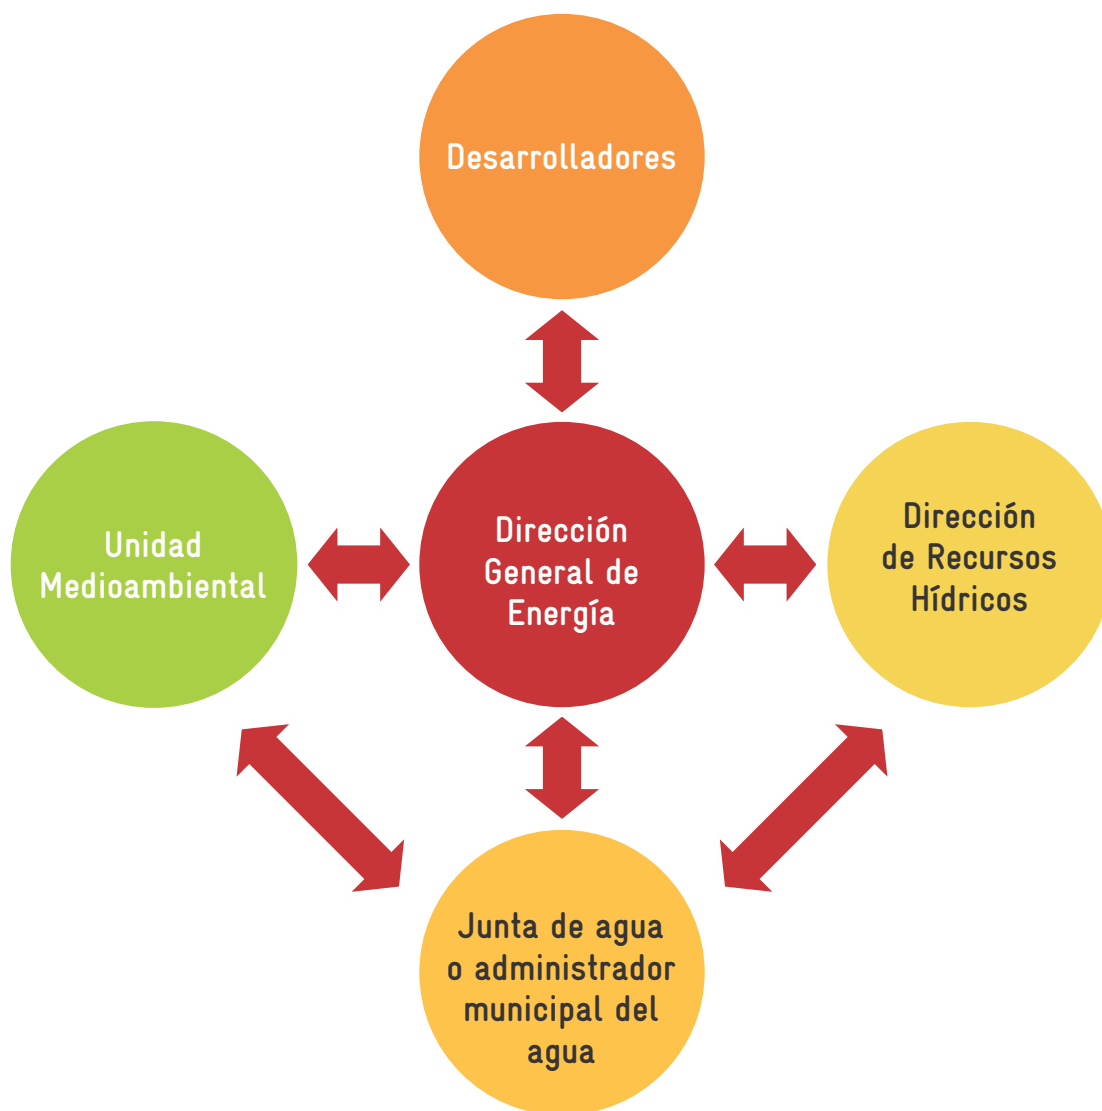 Desarrolladores
Unidad
Medioambiental
Dirección
General de
Energía
Dirección
de Recursos
Hídricos
Junta de agua
o administrador
municipal del
agua